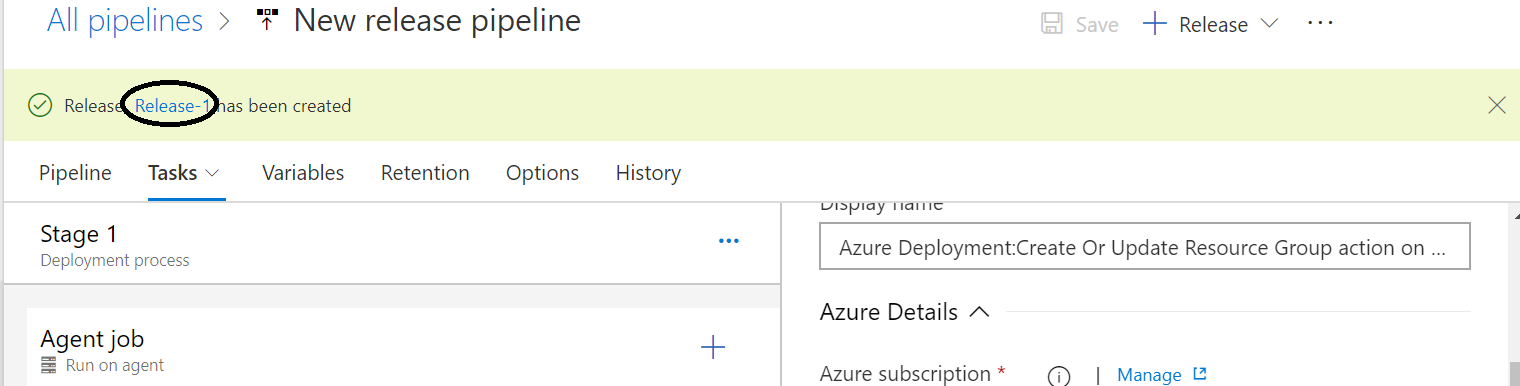 All pipelines > New release pipeline
Save + Release ...
Release Release-1 has been created
Pipeline Tasks Variables Retention Options History
Stage 1
Deployment process
Agent job
Run on agent
Display name
Azure Deployment:Create Or Update Resource Group action on ...
Azure Details
Azure subscription * | Manage